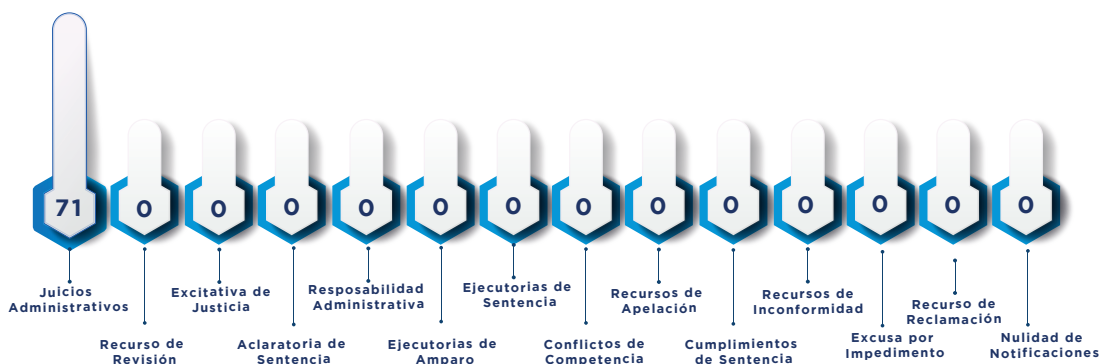 71
0
0
0
0
0
0
0
0
0
0
0
0
0
Juicios
Administrativos
Recurso de
Revisión
Excitativa de
Justicia
Aclaratoria de
Sentencia
Resposabilidad
Administrativa
Ejecutorias de
Amparo
Ejecutorias de
Sentencia
Conflictos de
Competencia
Recursos de
Apelación
Cumplimientos
de Sentencia
Recursos de
Inconformidad
Excusa por
Impedimento
Recurso de
Reclamación
Nulidad de
Notificaciones